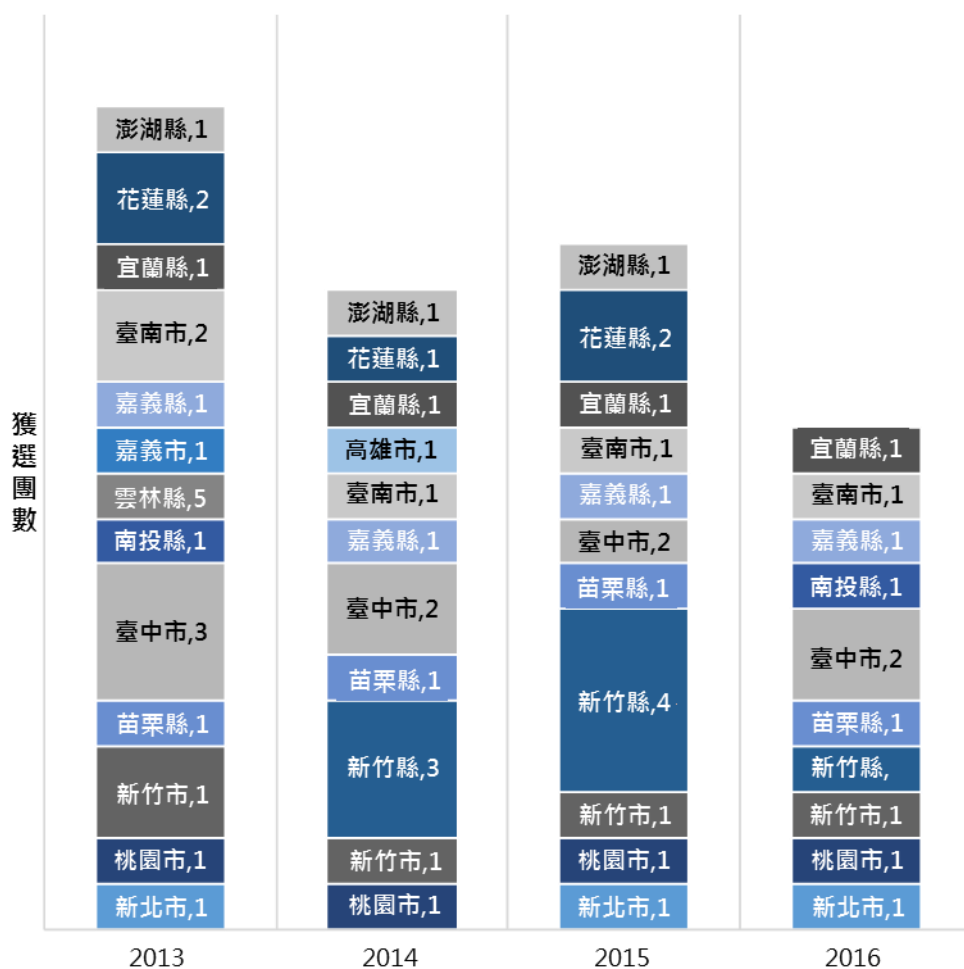 獲選團數
澎湖縣,1
花蓮縣,2
宜蘭縣,1
臺南市,2
嘉義縣,1
嘉義市,1
雲林縣,5
南投縣,1
臺中市,3
苗栗縣,1
新竹市,1
桃園市,1
新北市,1
2013
澎湖縣,1
花蓮縣,1
宜蘭縣,1
高雄市,1
臺南市,1
嘉義縣,1
臺中市,2
苗栗縣,1
新竹縣,3
新竹市,1
桃園市,1
2014
澎湖縣,1
花蓮縣,2
宜蘭縣,1
臺南市,1
嘉義縣,1
臺中市,2
苗栗縣,1
新竹縣,4
新竹市,1
桃園市,1
新北市,1
2015
宜蘭縣,1
臺南市,1
嘉義縣,1
南投縣,1
臺中市,2
苗栗縣,1
新竹縣,
新竹市,1
桃園市,1
新北市,1
2016